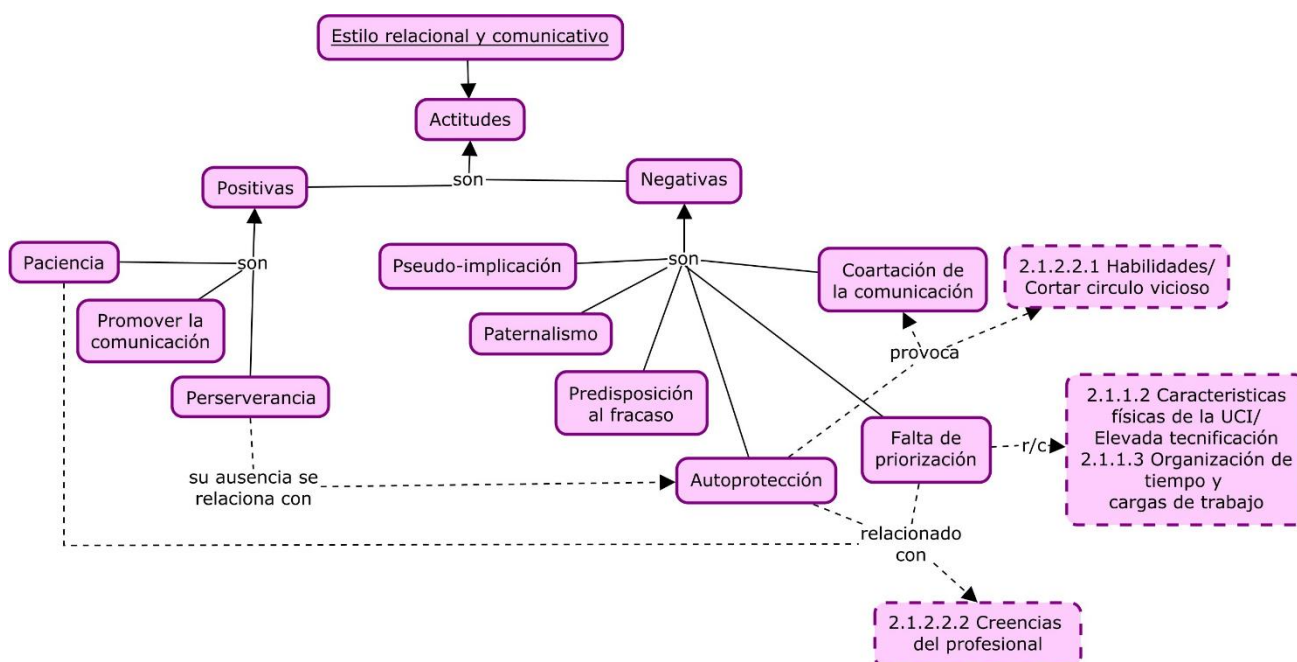 Estilo relacional y comunicativo
Actitudes
son
Positivas
Negativas
Paciencia
son
Promover la
comunicación
Perserverancia
Pseudo-implicación
son
Coartación de
la comunicación
Paternalismo
Predisposición
al fracaso
2.1.2.2.1 Habilidades/
Cortar circulo vicioso
provoca
Autoprotección
Falta de
priorización
r/c
2.1.1.2 Caracteristicas
físicas de la UCI/
Elevada tecnificación
2.1.1.3 Organización de
tiempo y
cargas de trabajo
su ausencia se
relaciona con
relacionado
con
2.1.2.2.2 Creencias
del profesional